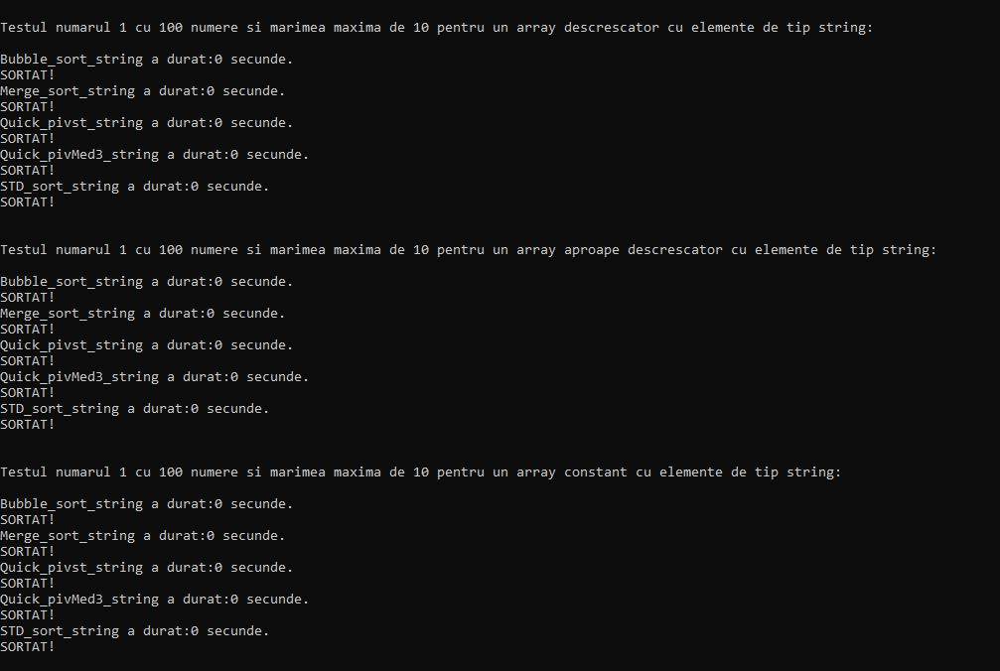 Testul numarul 1 cu 100 numere si marimea maxima de 10 pentru un array descrescator cu elemente de tip string:
Bubble_sort_string a durat:0 secunde.
SORTAT!
Merge_sort_string a durat:0 secunde.
SORTAT!
Quick_pivst_string a durat:0 secunde.
SORTAT!
Quick_pivMed3_string a durat:0 secunde.
SORTAT!
STD_sort_string a durat:0 secunde.
SORTAT!
Testul numarul 1 cu 100 numere si marimea maxima de 10 pentru un array aproape descrescator cu elemente de tip string:
Bubble_sort_string a durat:0 secunde.
SORTAT!
Merge_sort_string a durat:0 secunde.
SORTAT!
Quick_pivst_string a durat:0 secunde.
SORTAT!
Quick_pivMed3_string a durat:0 secunde.
SORTAT!
STD_sort_string a durat:0 secunde.
SORTAT!
Testul numarul 1 cu 100 numere si marimea maxima de 10 pentru un array constant cu elemente de tip string:
Bubble_sort_string a durat:0 secunde.
SORTAT!
Merge_sort_string a durat:0 secunde.
SORTAT!
Quick_pivst_string a durat:0 secunde.
SORTAT!
Quick_pivMed3_string a durat:0 secunde.
SORTAT!
STD_sort_string a durat:0 secunde.
SORTAT!